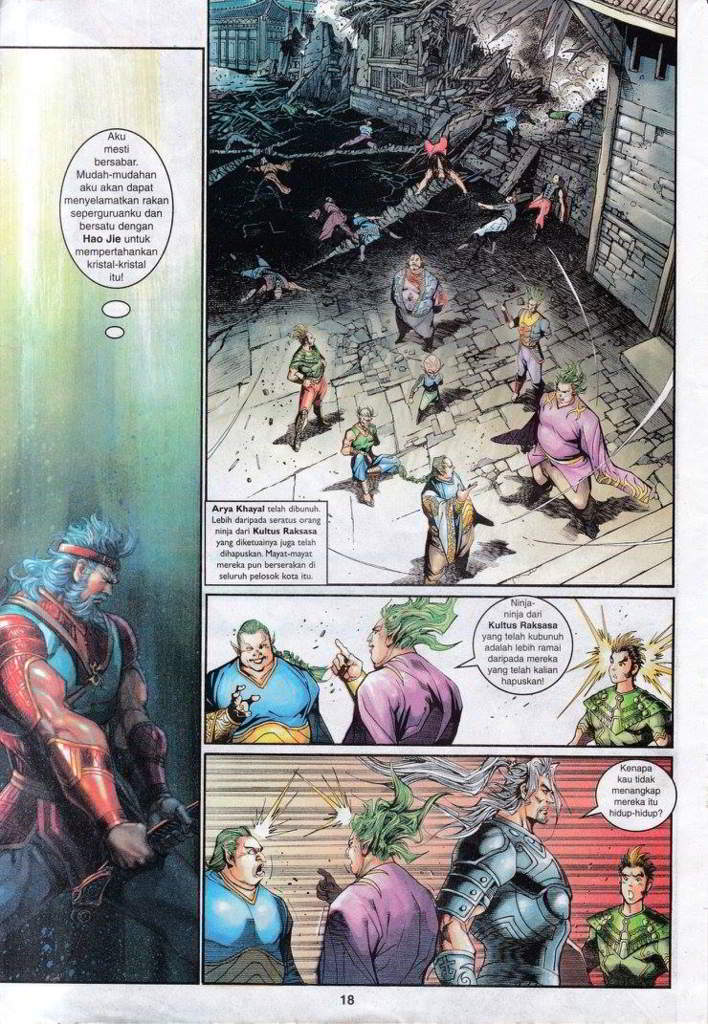 Aku
mesti
bersabar.
Mudah-mudahan
aku akan dapat
menyelamatkan rakan
seperguruanku dan
bersatu dengan
Hao Jie untuk
mempertahankan
kristal-kristal
itu!
Arya Khayal telah dibunuh.
Lebih daripada seratus orang
ninja dari Kultus Raksasa
yang diketuainya juga telah
dihapuskan. Mayat-mayat
mereka pun berserakan di
seluruh pelosok kota itu.
Ninja-
ninja dari
Kultus Raksasa
yang telah kubunuh
adalah lebih ramai
daripada mereka
yang telah kalian
hapuskan!
Kenapa
kau tidak
menangkap
mereka itu
hidup-hidup?
18